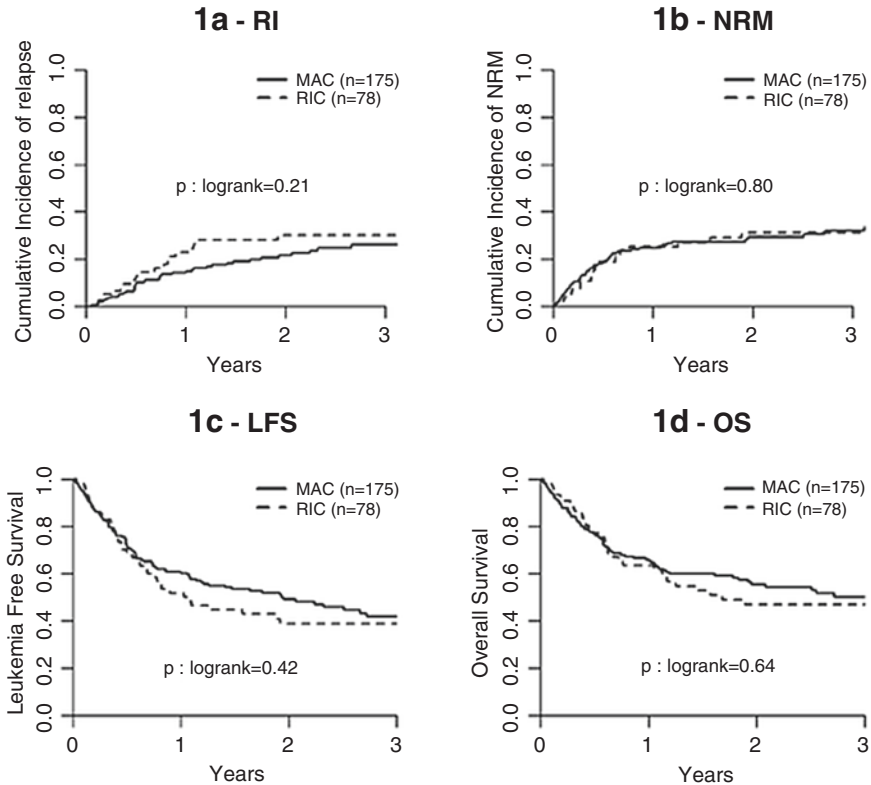 1a - RI
Cumulative Incidence of relapse
1.0
0.8
0.6
0.4
0.2
0.0
MAC (n=175)
RIC (n=78)
p : logrank=0.21
0 1 2 3
Years
1b - NRM
Cumulative Incidence of NRM
1.0
0.8
0.6
0.4
0.2
0.0
MAC (n=175)
RIC (n=78)
p : logrank=0.80
0 1 2 3
Years
1c - LFS
Leukemia Free Survival
1.0
0.8
0.6
0.4
0.2
0.0
MAC (n=175)
RIC (n=78)
p : logrank=0.42
0 1 2 3
Years
1d - OS
Overall Survival
1.0
0.8
0.6
0.4
0.2
0.0
MAC (n=175)
RIC (n=78)
p : logrank=0.64
0 1 2 3
Years